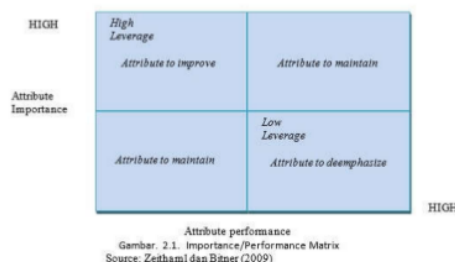 HIGH
High
Leverage
Attribute to improve
Attribute to maintain
Attribute
Importance
Low
Leverage
Attribute to maintain
Attribute to deemphasize
HIGH
Attribute performance
Gambar. 2.1. Importance/Performance Matrix
Source: Zeithaml dan Bitner (2009)